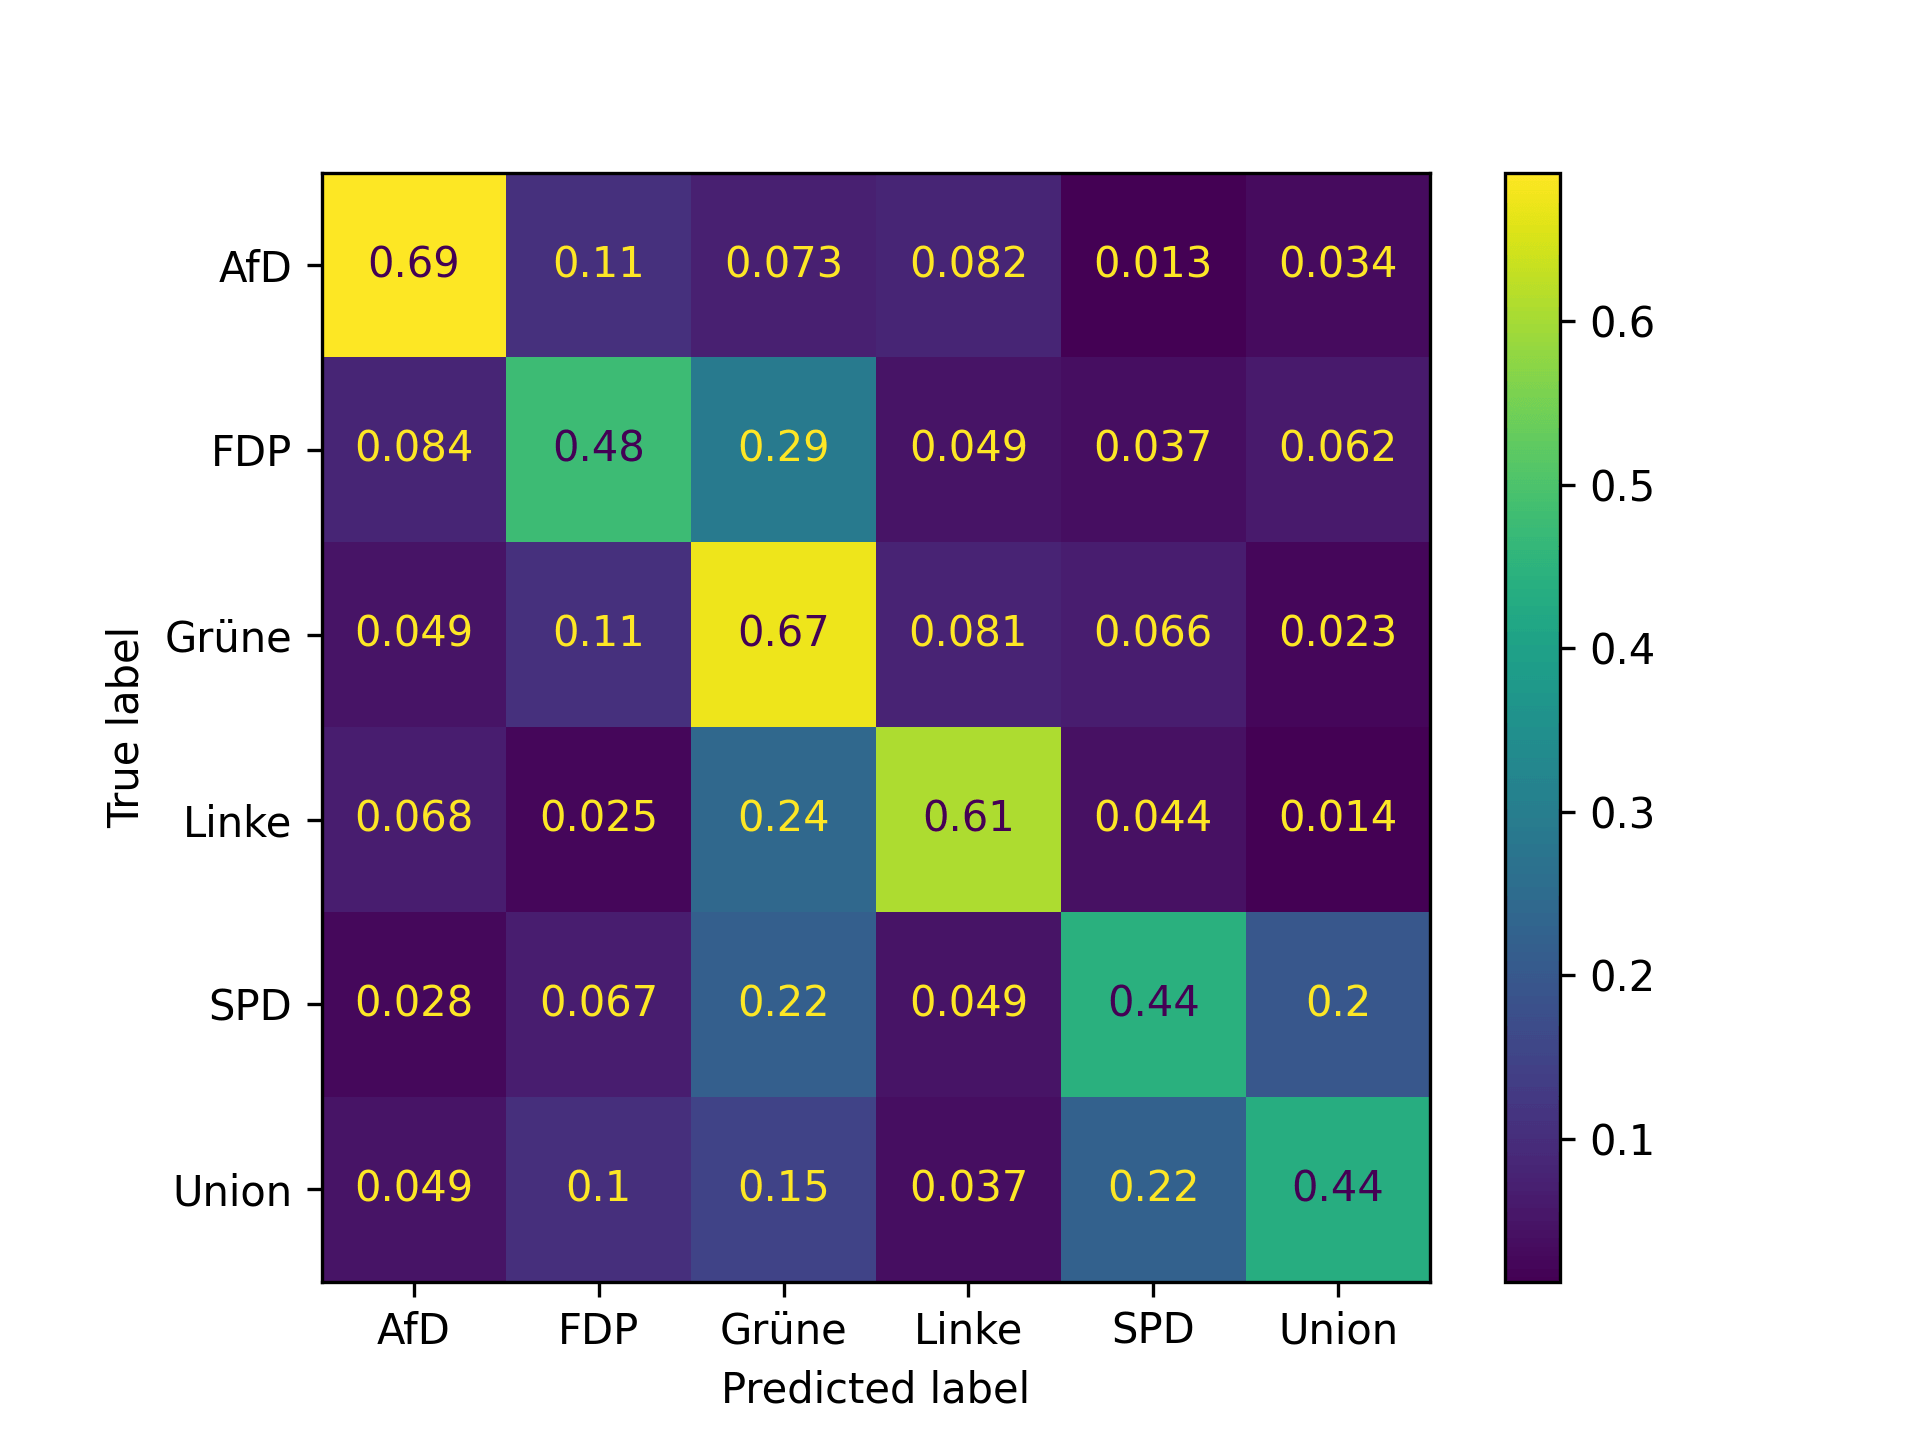 AfD 0.69 0.11 0.073 0.082 0.013 0.034
FDP 0.084 0.48 0.29 0.049 0.037 0.062
Grüne 0.049 0.11 0.67 0.081 0.066 0.023
Linke 0.068 0.025 0.24 0.61 0.044 0.014
SPD 0.028 0.067 0.22 0.049 0.44 0.2
Union 0.049 0.1 0.15 0.037 0.22 0.44
AfD FDP Grüne Linke SPD Union
Predicted label
True label
0.6
0.5
0.4
0.3
0.2
0.1